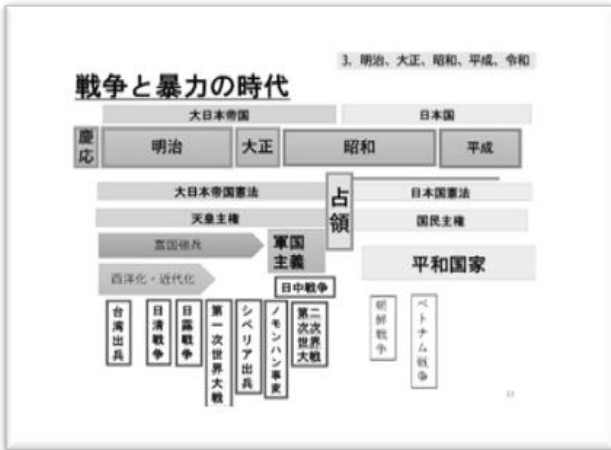 3. 明治、大正、昭和、平成、令和
戦争と暴力の時代
大日本帝国
日本国
慶応
明治
大正
昭和
平成
大日本帝国憲法
占領
日本国憲法
天皇主権
国民主権
富国強兵
軍国主義
平和国家
西洋化・近代化
日中戦争
台湾出兵
日清戦争
日露戦争
第一次世界大戦
シベリア出兵
ノモンハン事変
第二次世界大戦
朝鮮戦争
ベトナム戦争